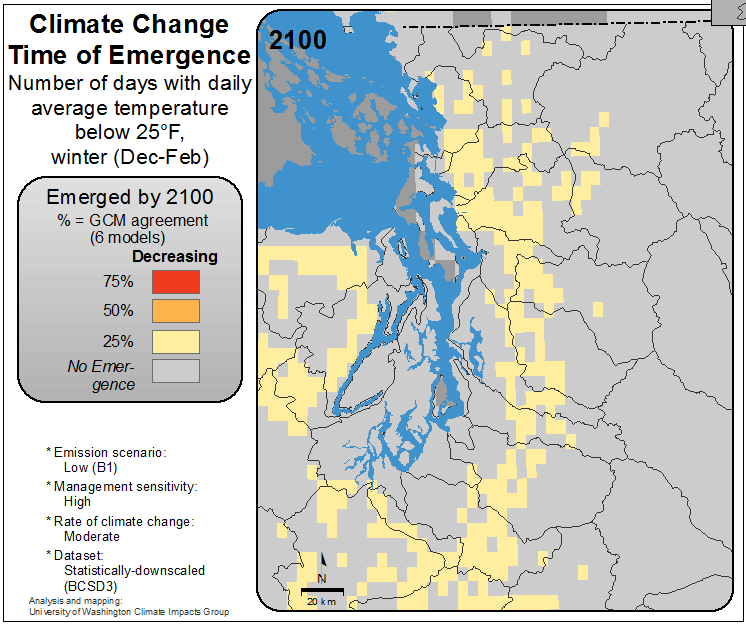 Climate Change
Time of Emergence
Number of days with daily
average temperature
below 25°F,
winter (Dec-Feb)
Emerged by 2100
% = GCM agreement
(6 models)
Decreasing
75%
50%
25%
No Emer-
gence
* Emission scenario:
Low (B1)
* Management sensitivity:
High
* Rate of climate change:
Moderate
* Dataset:
Statistically-downscaled
(BCSD3)
Analysis and mapping:
University of Washington Climate Impacts Group
2100
N
20 km